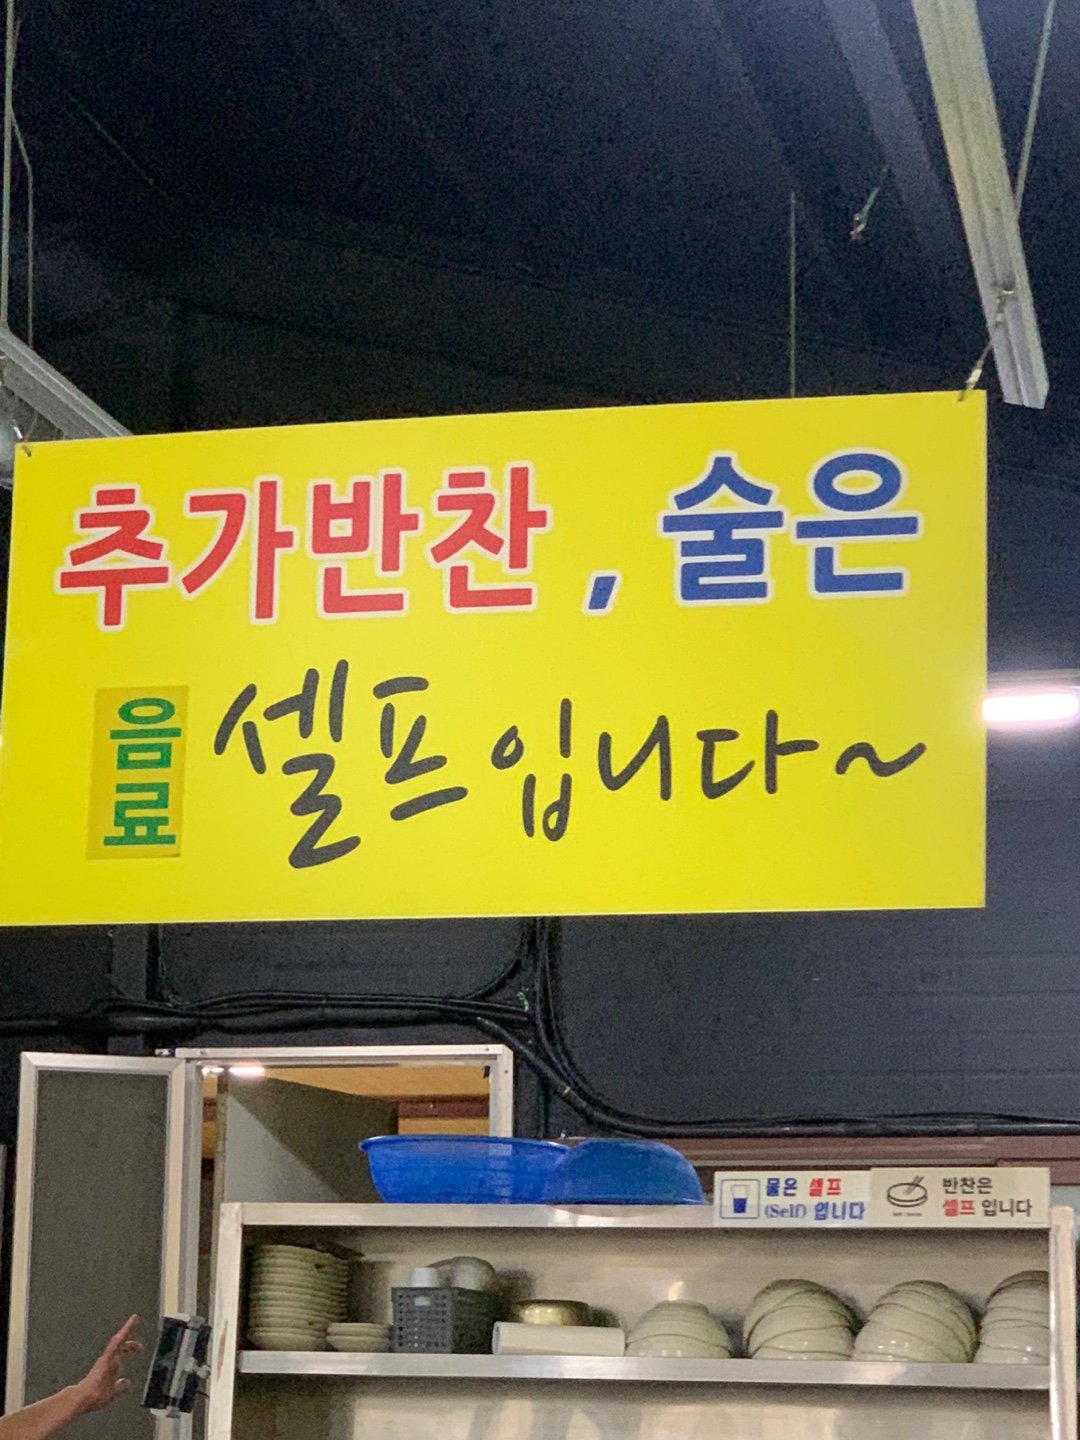 추가반찬, 술은
음료 셀프입니다~
물은 셀프
(Self) 입니다
반찬은
셀프 입니다